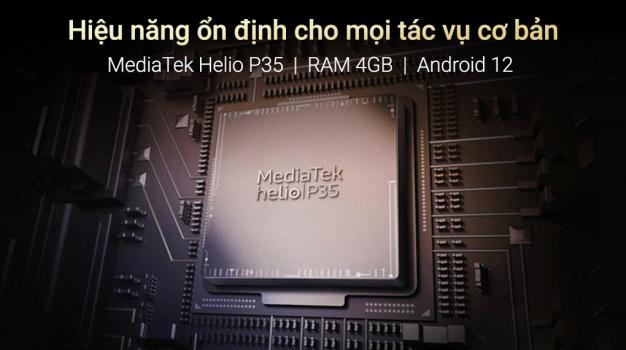 Hiệu năng ổn định cho mọi tác vụ cơ bản
MediaTek Helio P35 | RAM 4GB | Android 12
MediaTek
helio|P35